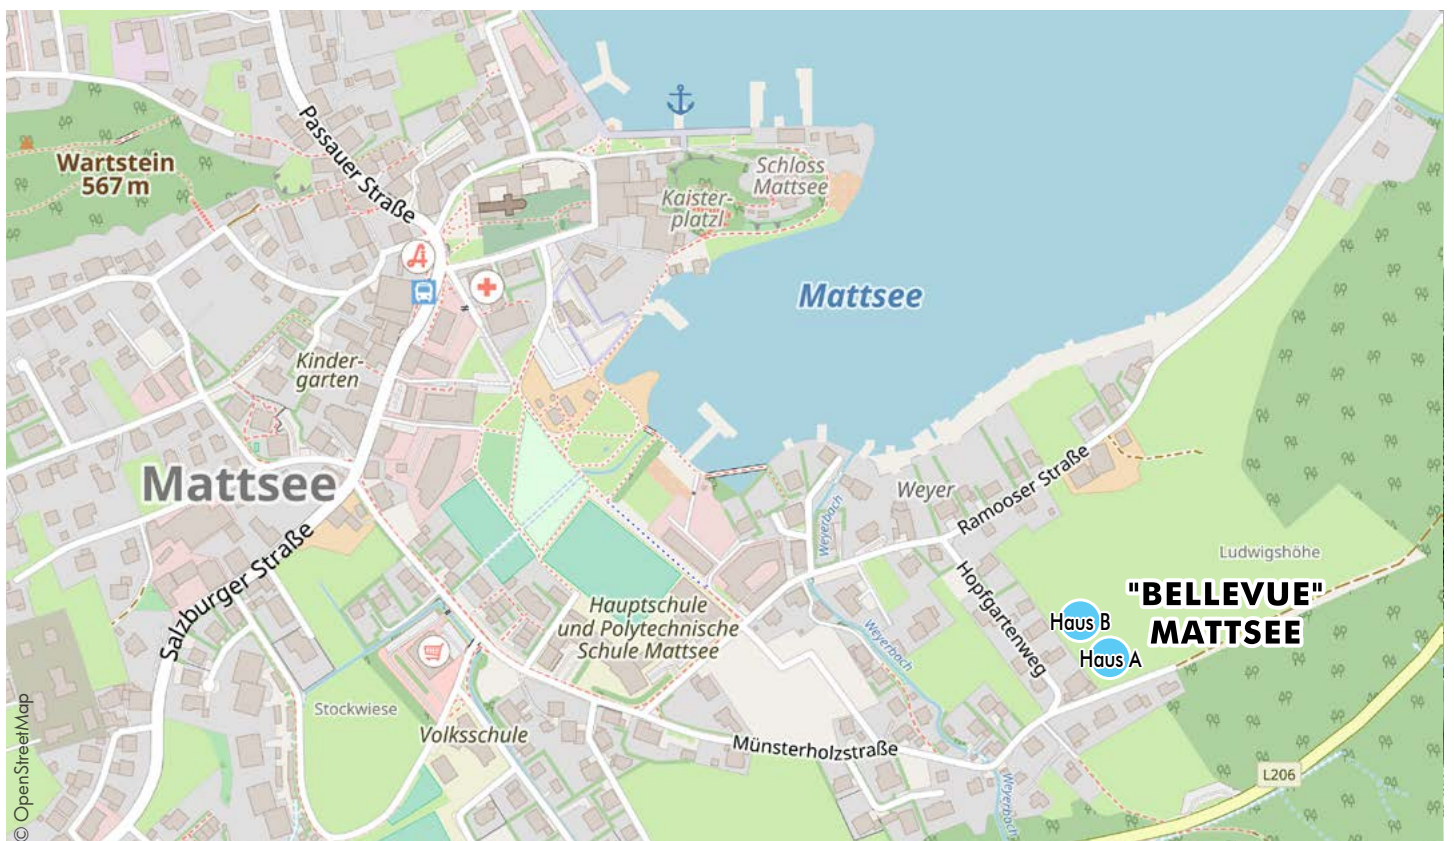 Passauer Straße
Wartstein
567 m
Schloss
Mattsee
Kaister-
platzl
Mattsee
Kinder-
garten
Mattsee
Weyer
Ramooser Straße
Weyerbach
Salzburger Straße
Ludwigshöhe
Hopfgartenweg
"BELLEVUE"
MATTSEE
Haus B
Haus A
Hauptschule
und Polytechnische
Schule Mattsee
Weyerbach
Stockwiese
Volksschule
Münsterholzstraße
L206
Weyerbach
© OpenStreetMap